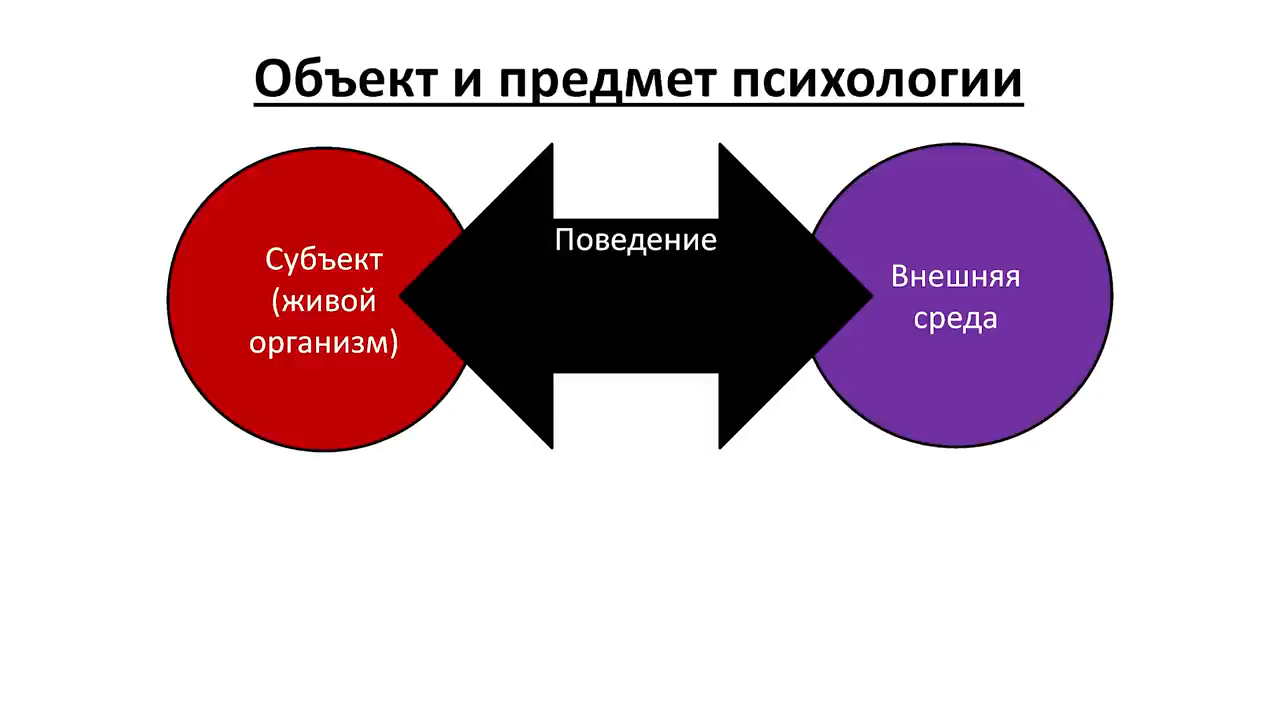 Объект и предмет психологии
Субъект
(живой
организм)
Поведение
Внешняя
среда